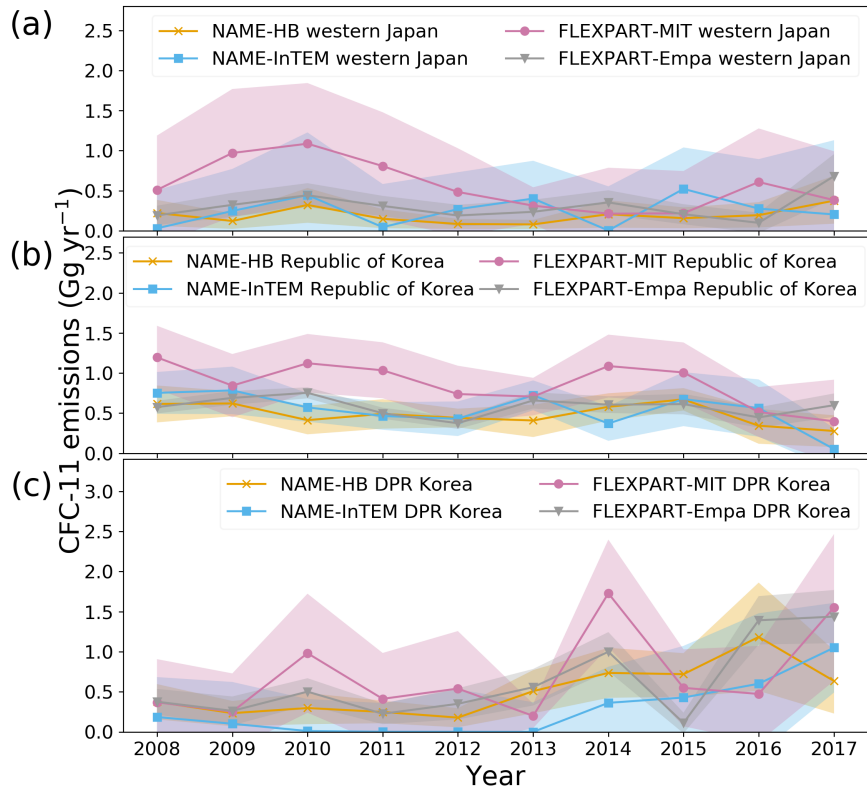 (a)
NAME-HB western Japan
NAME-InTEM western Japan
FLEXPART-MIT western Japan
FLEXPART-Empa western Japan
2.5
2.0
1.5
1.0
0.5
0.0
(b)
NAME-HB Republic of Korea
NAME-InTEM Republic of Korea
FLEXPART-MIT Republic of Korea
FLEXPART-Empa Republic of Korea
2.5
2.0
1.5
1.0
0.5
0.0
CFC-11 emissions (Gg yr⁻¹)
(c)
NAME-HB DPR Korea
NAME-InTEM DPR Korea
FLEXPART-MIT DPR Korea
FLEXPART-Empa DPR Korea
3.0
2.5
2.0
1.5
1.0
0.5
0.0
2008 2009 2010 2011 2012 2013 2014 2015 2016 2017
Year